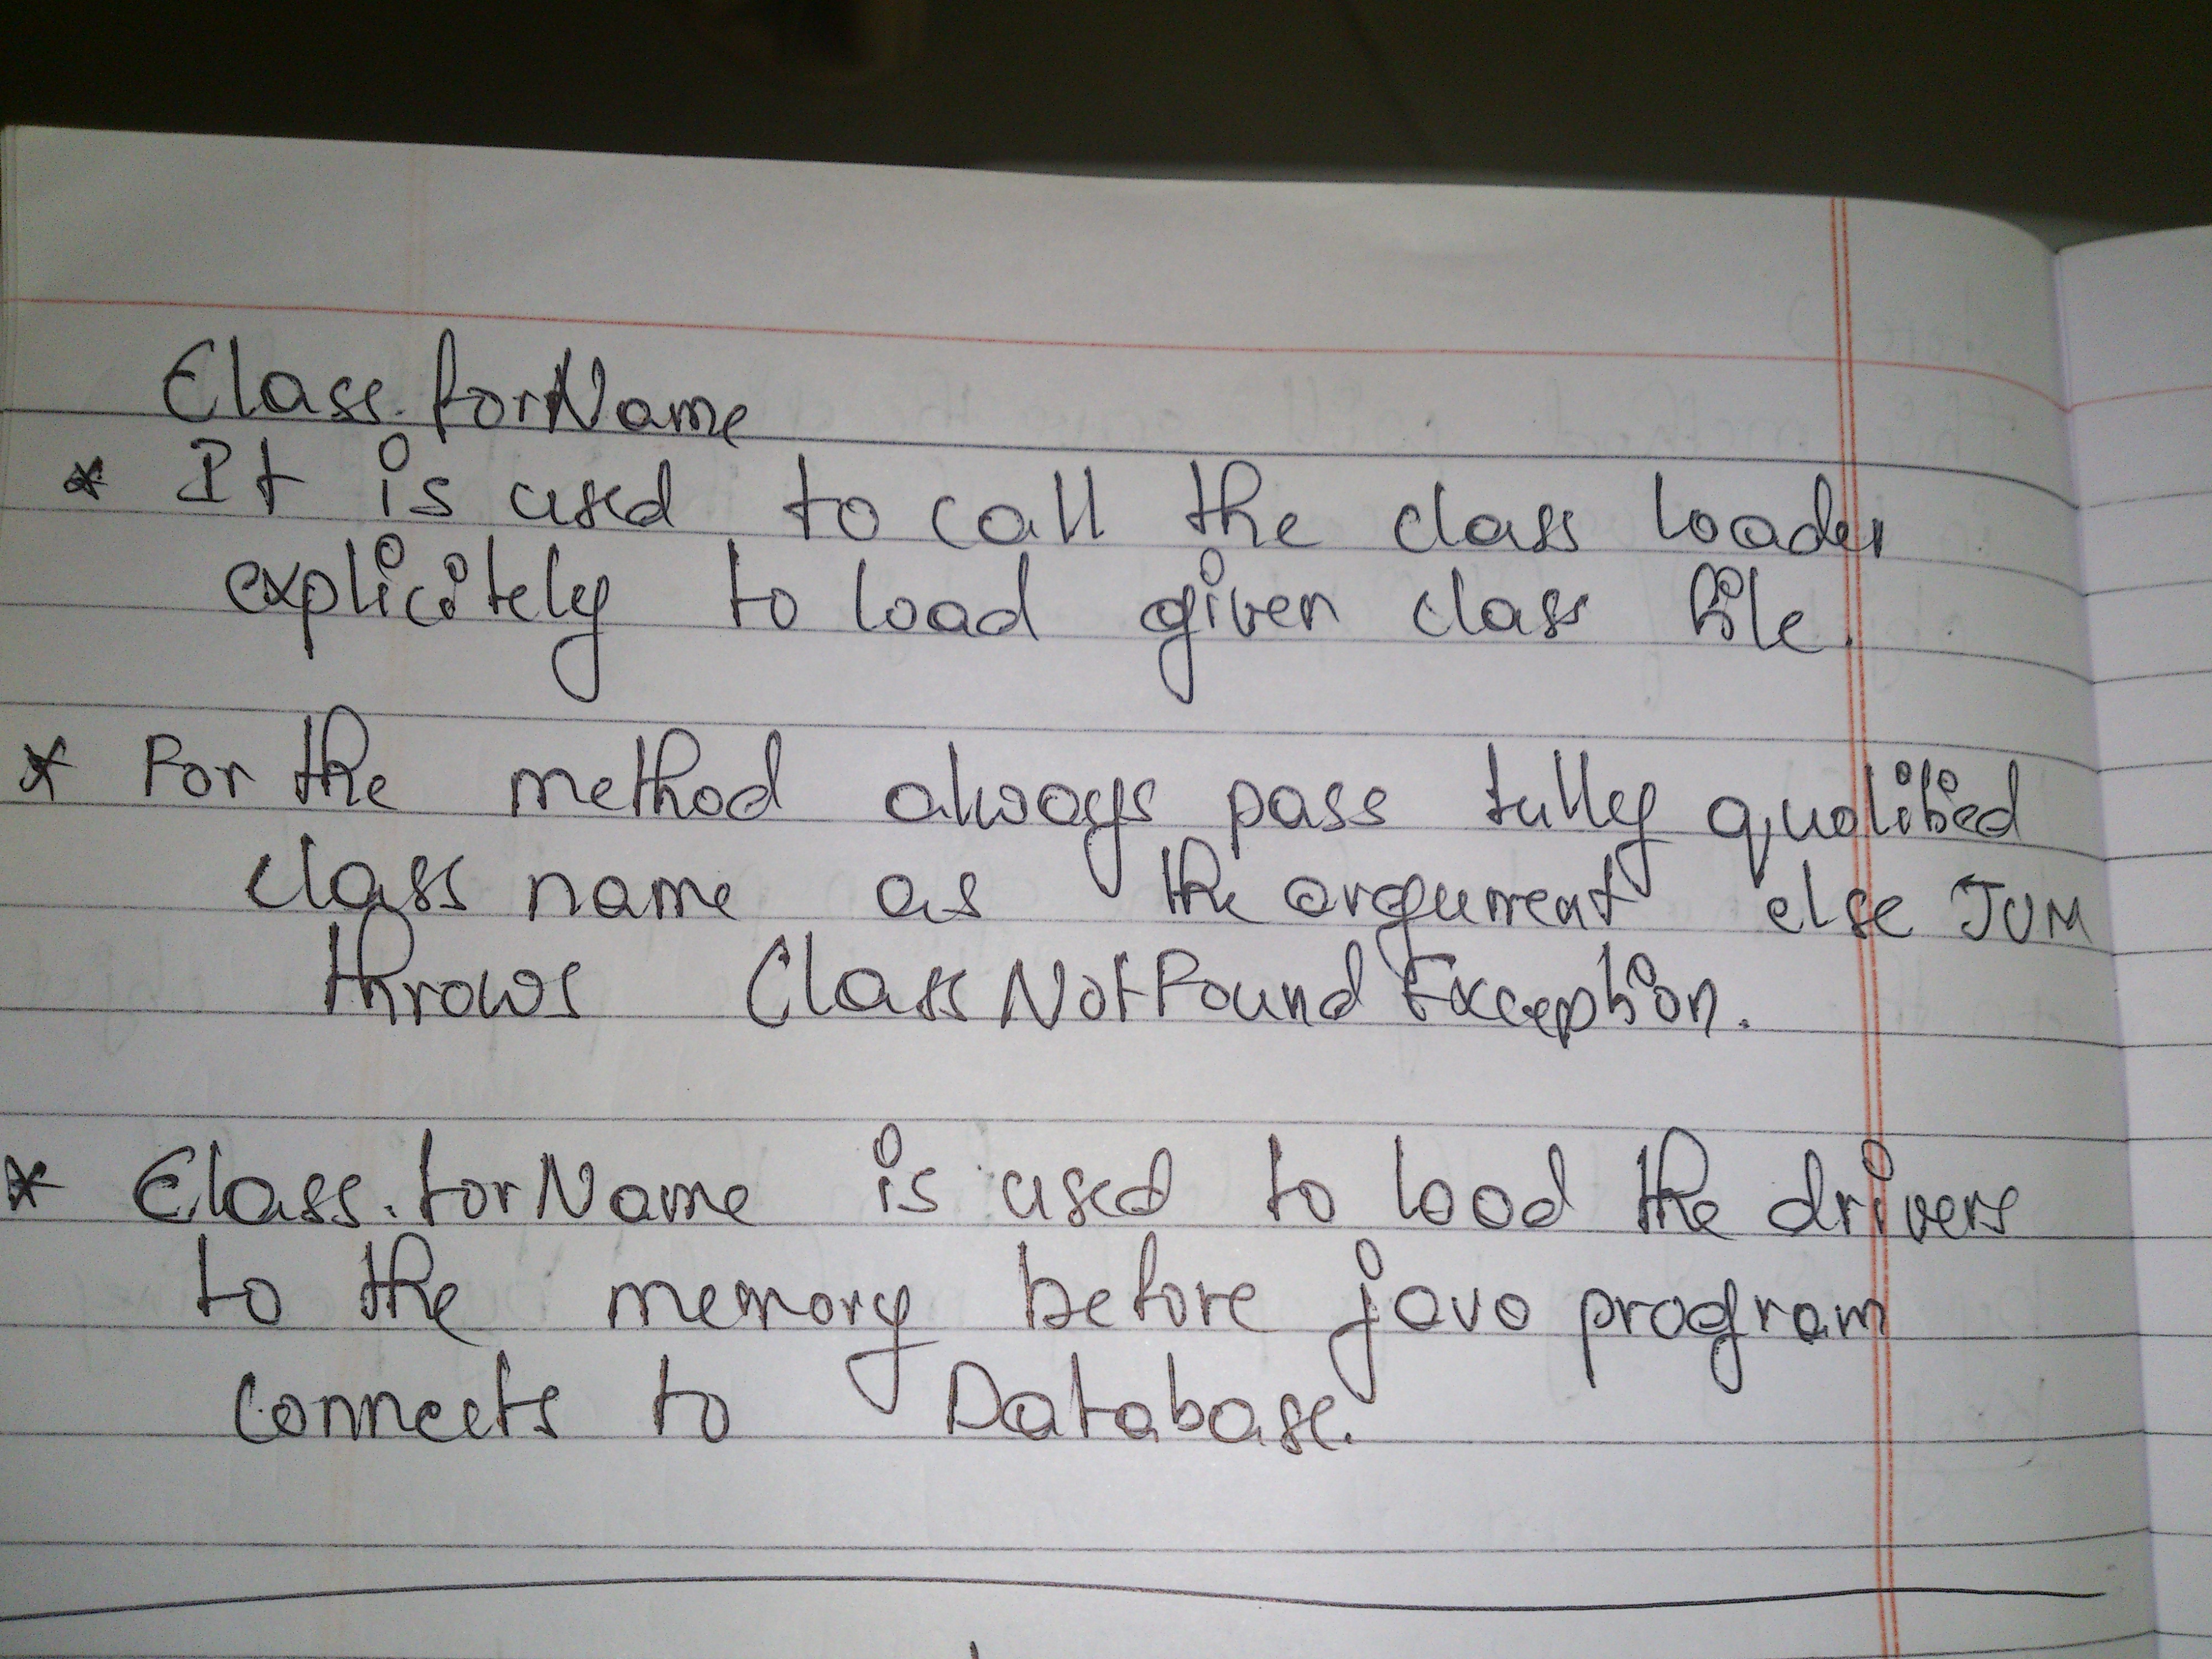 Class.forName
* It is used to call the class loader
explicitely to load given class file.
* For the method always pass fully qualified
class name as the argument else JVM
throws ClassNotFoundException.
* Class.forName is used to load the drivers
to the memory before java program
connects to Database.